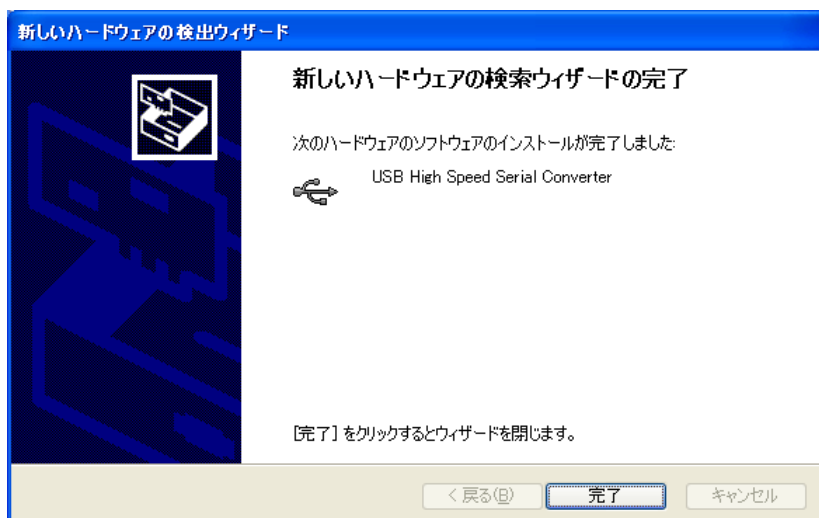 新しいハードウェアの検出ウィザード
新しいハードウェアの検索ウィザードの完了
次のハードウェアのソフトウェアのインストールが完了しました:
USB High Speed Serial Converter
[完了] をクリックするとウィザードを閉じます。
< 戻る(B)
完了
キャンセル